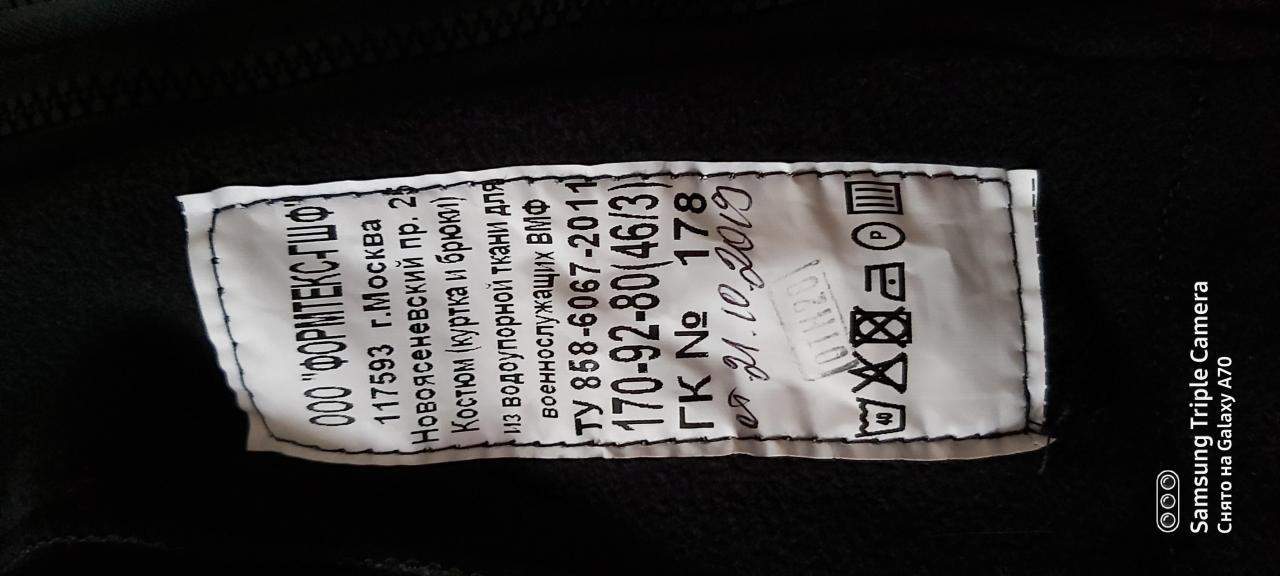 ООО "ФОРМТЕКС-ГШФ"
117593 г.Москва
Новоясеневский пр.
Костюм (куртка и брюки)
из водоупорной ткани для
военнослужащих ВМФ
ТУ 858-6067-2011
170-92-80(46/3)
ГК № 178
от 21.10.2019
40
P
Samsung Triple Camera
Снято на Galaxy A70